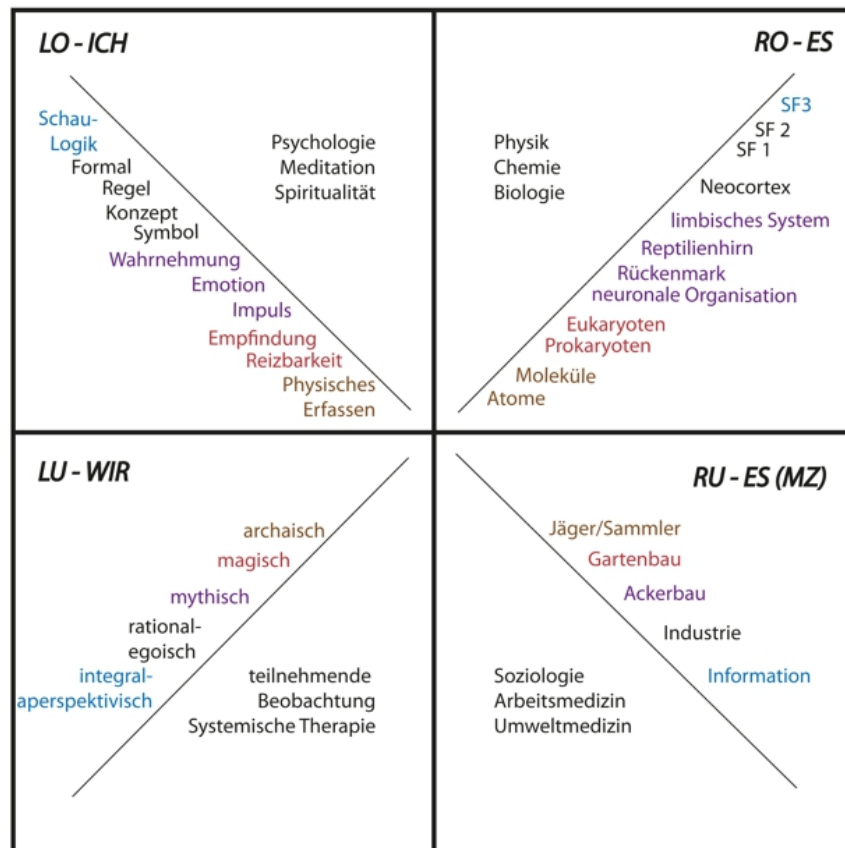 LO - ICH
Schau-
Logik
Formal
Regel
Konzept
Symbol
Wahrnehmung
Emotion
Impuls
Empfindung
Reizbarkeit
Physisches
Erfassen
Psychologie
Meditation
Spiritualität
RO - ES
Physik
Chemie
Biologie
SF3
SF 2
SF 1
Neocortex
limbisches System
Reptilienhirn
Rückenmark
neuronale Organisation
Eukaryoten
Prokaryoten
Moleküle
Atome
LU - WIR
archaisch
magisch
mythisch
rational-
egoisch
integral-
aperspektivisch
teilnehmende
Beobachtung
Systemische Therapie
RU - ES (MZ)
Jäger/Sammler
Gartenbau
Ackerbau
Industrie
Information
Soziologie
Arbeitsmedizin
Umweltmedizin